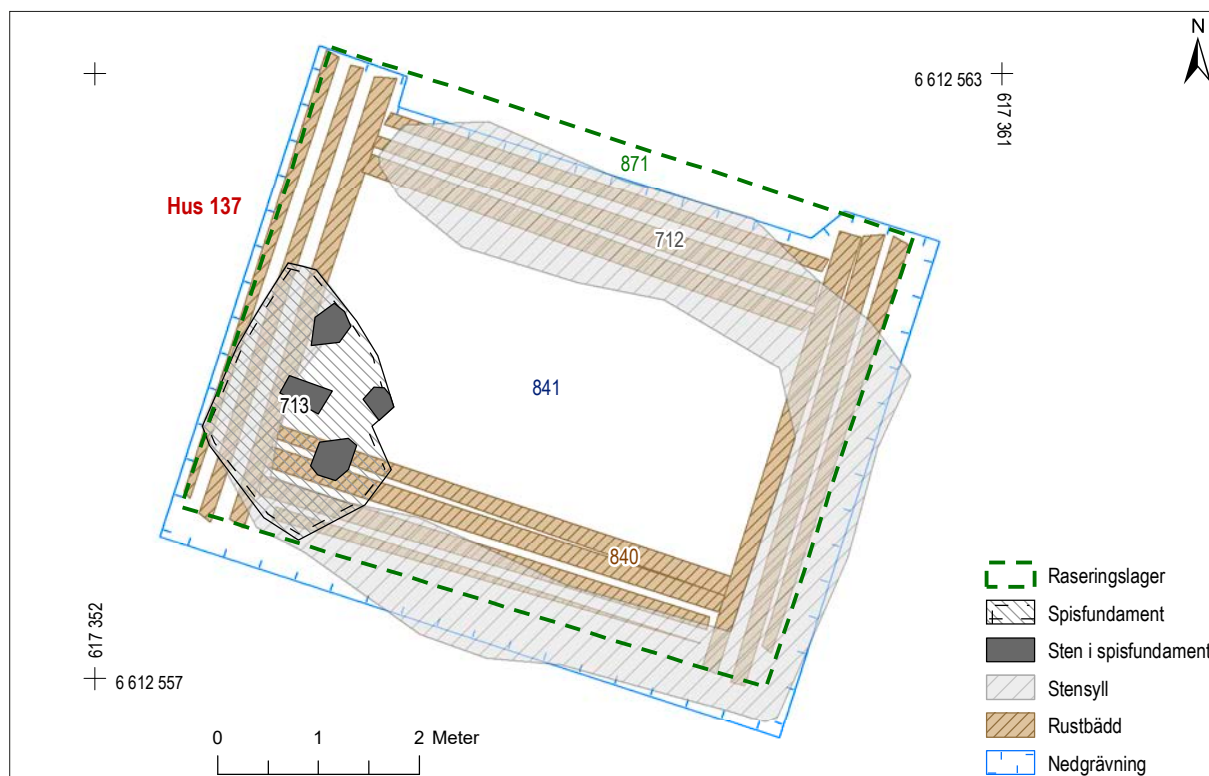 N
6 612 563
617 361
871
Hus 137
712
841
713
840
617 352
6 612 557
0 1 2 Meter
Raseringslager
Spisfundament
Sten i spisfundament
Stensyll
Rustbädd
Nedgrävning